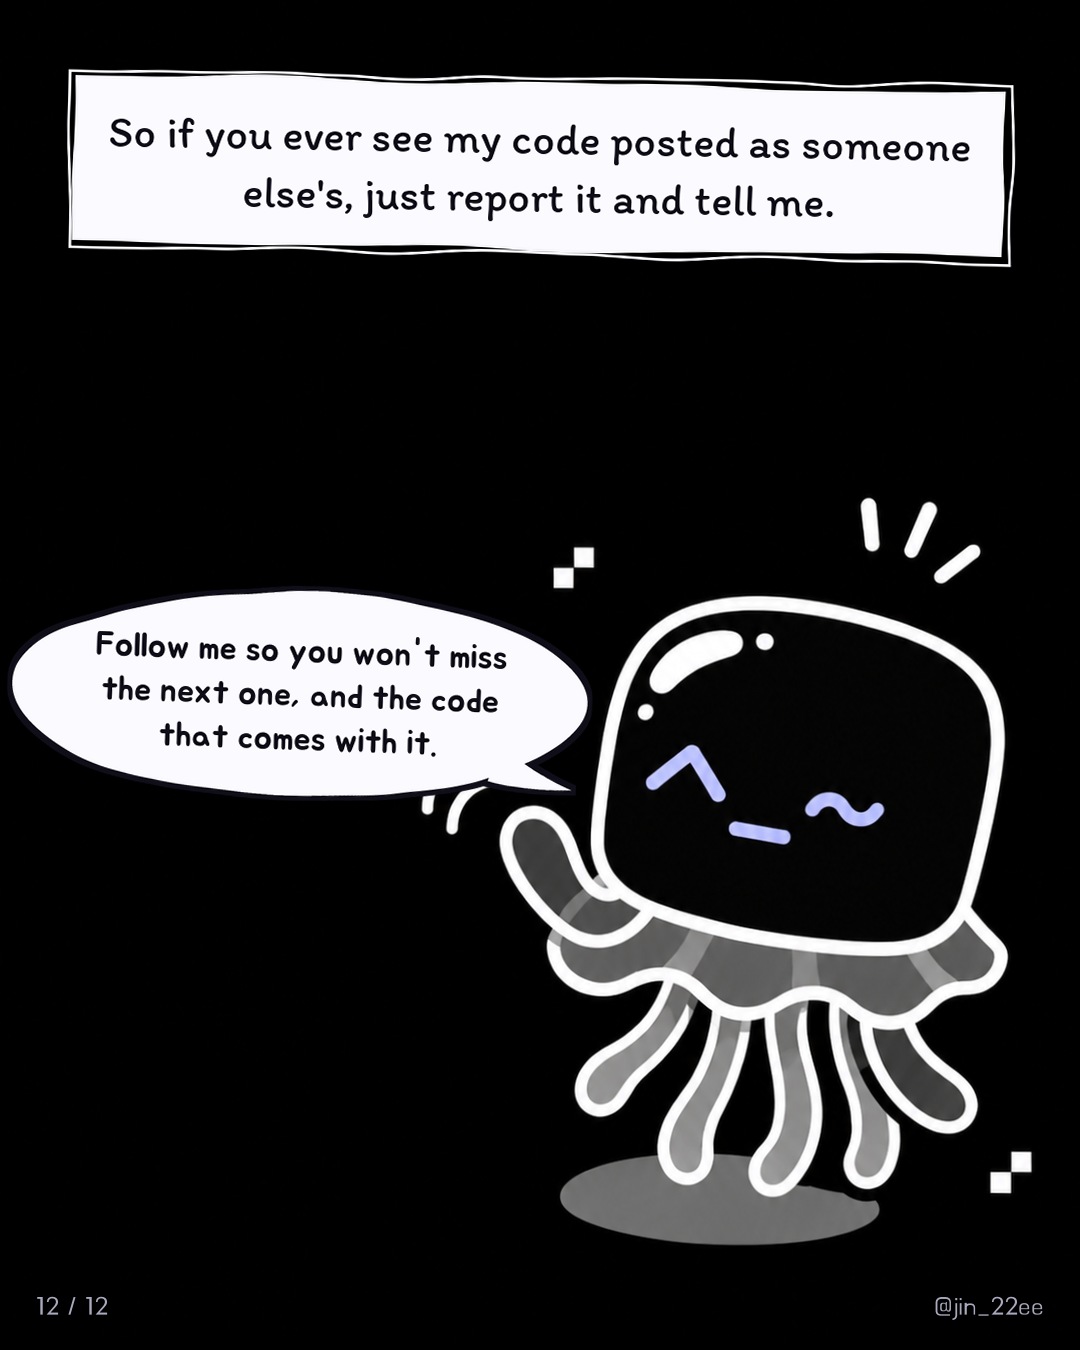 So if you ever see my code posted as someone
else's, just report it and tell me.
Follow me so you won't miss
the next one, and the code
that comes with it.
12 / 12
@jin_22ee